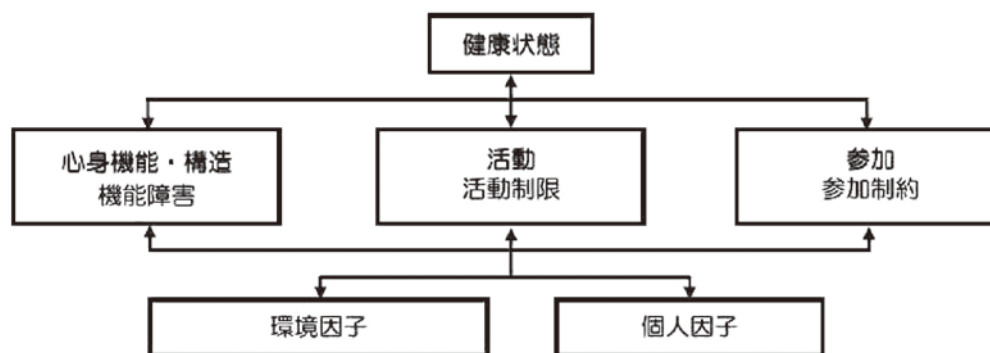 健康状態
心身機能・構造
機能障害
活動
活動制限
参加
参加制約
環境因子
個人因子